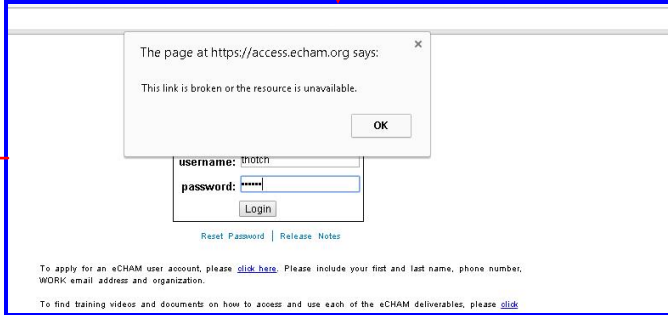 The page at https://access.echam.org says:
×
This link is broken or the resource is unavailable.
OK
username: thotch
password: ••••••
Login
Reset Password | Release Notes
To apply for an eCHAM user account, please click here. Please include your first and last name, phone number,
WORK email address and organization.
To find training videos and documents on how to access and use each of the eCHAM deliverables, please click